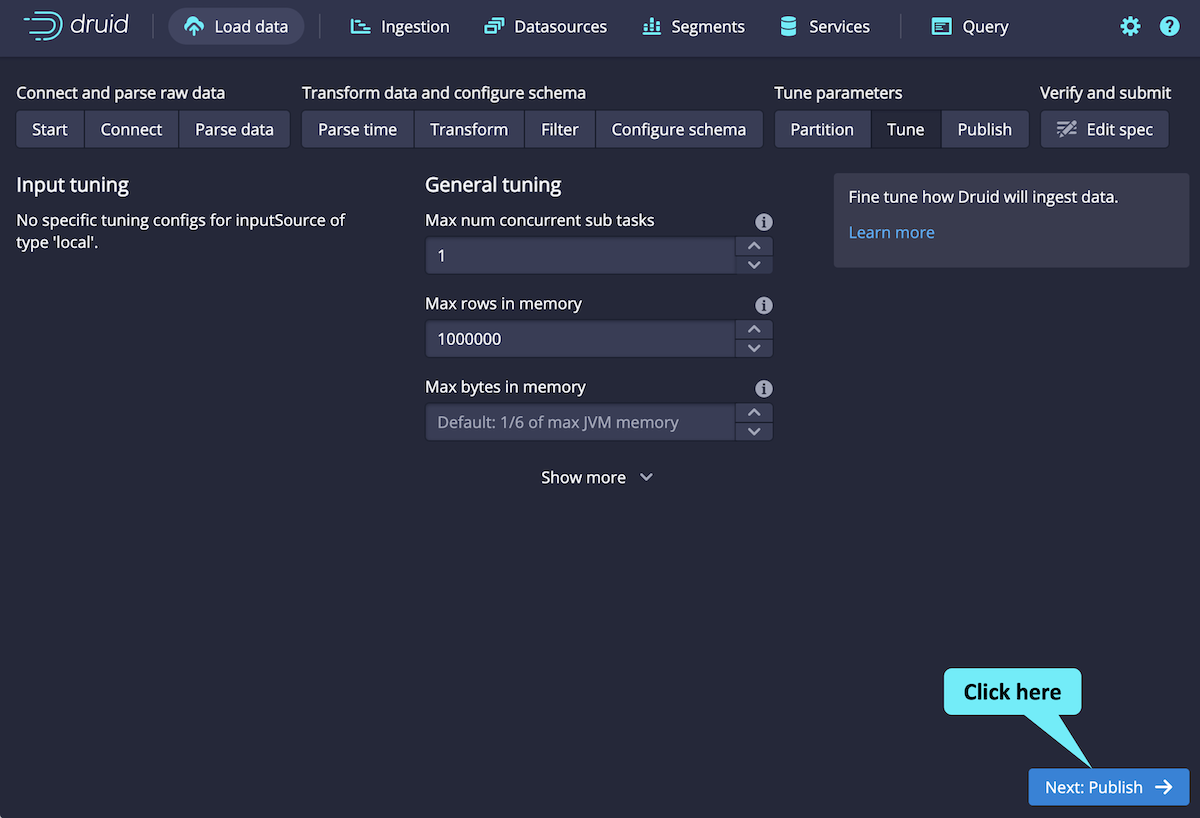 druid
Load data
Ingestion
Datasources
Segments
Services
Query
Connect and parse raw data
Transform data and configure schema
Tune parameters
Verify and submit
Start
Connect
Parse data
Parse time
Transform
Filter
Configure schema
Partition
Tune
Publish
Edit spec
Input tuning
No specific tuning configs for inputSource of
type 'local'.
General tuning
Max num concurrent sub tasks
1
Max rows in memory
1000000
Max bytes in memory
Default: 1/6 of max JVM memory
Show more
Fine tune how Druid will ingest data.
Learn more
Click here
Next: Publish